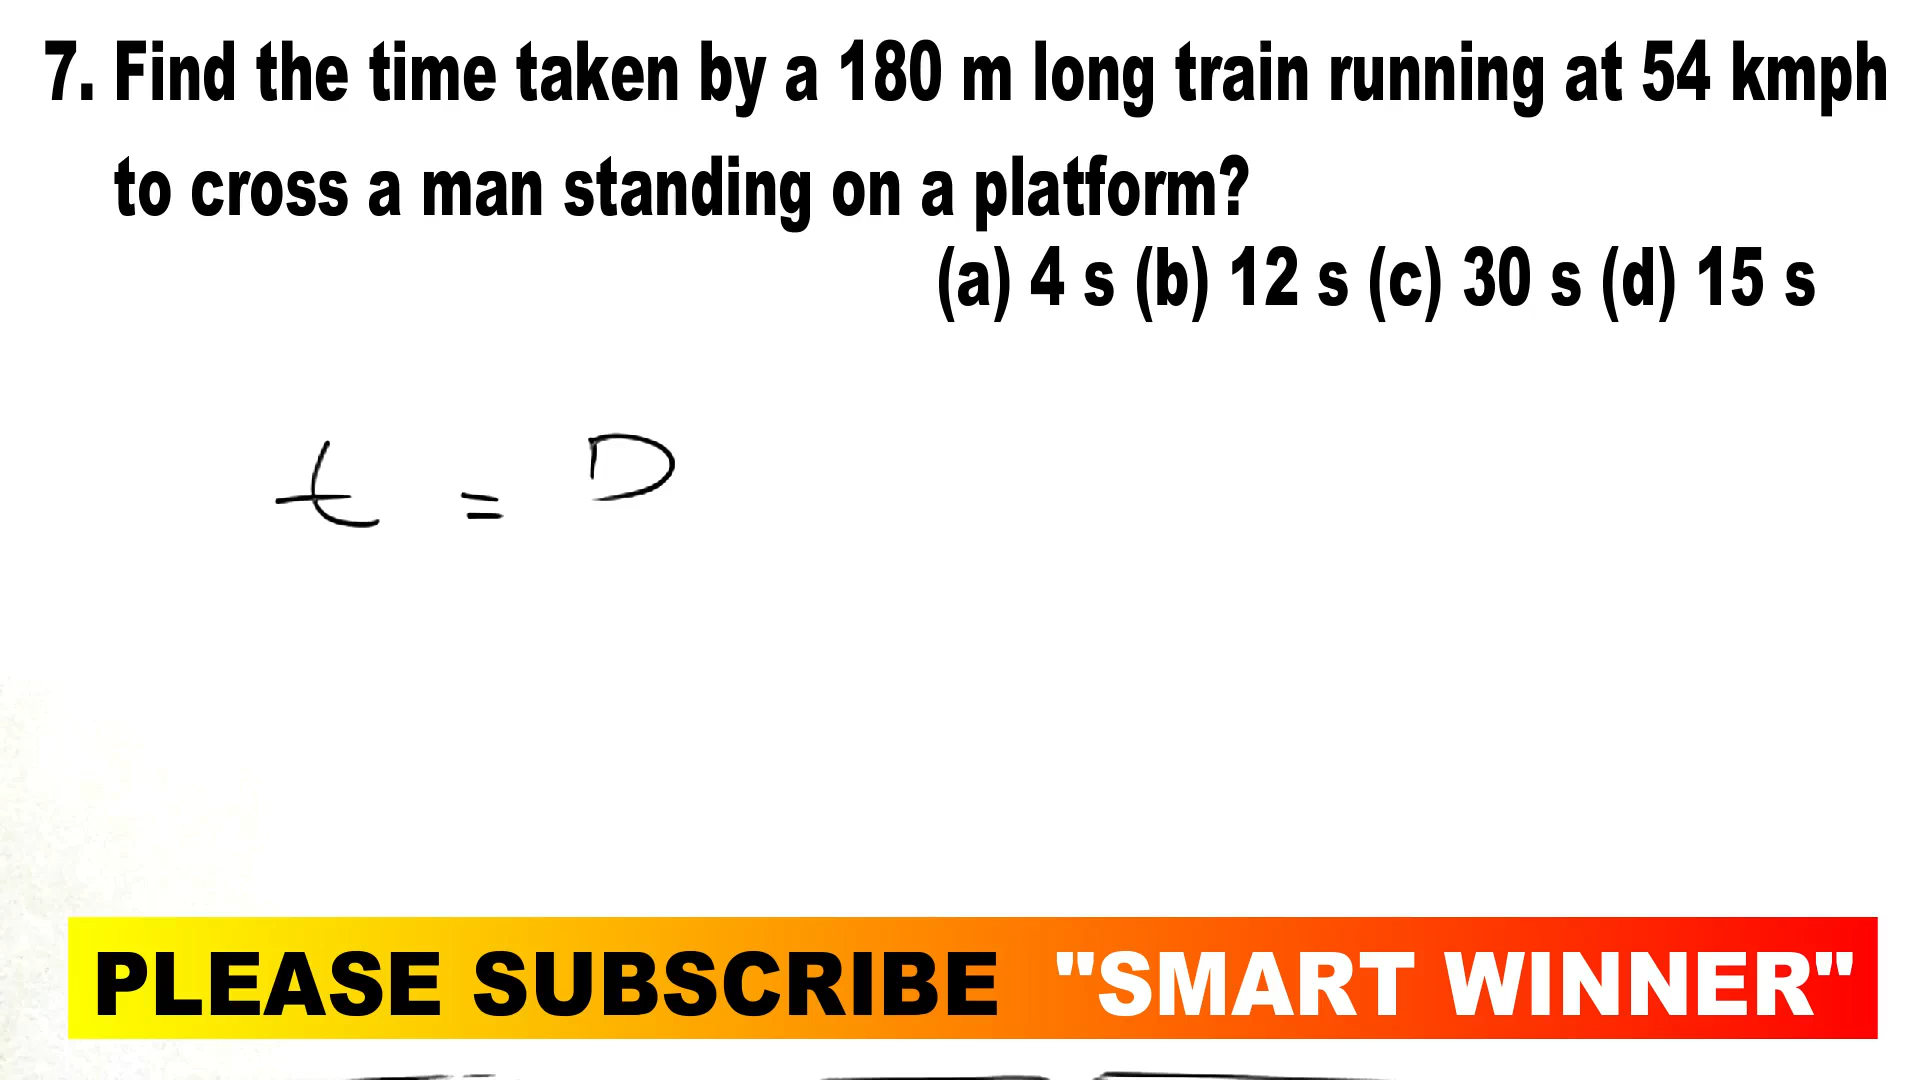 7. Find the time taken by a 180 m long train running at 54 kmph
to cross a man standing on a platform?
(a) 4 s (b) 12 s (c) 30 s (d) 15 s
t = D
PLEASE SUBSCRIBE "SMART WINNER"